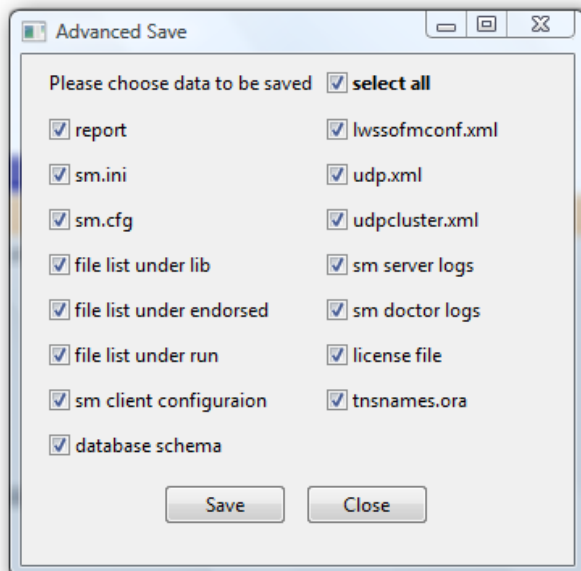 Advanced Save
Please choose data to be saved select all
report lwssofmconf.xml
sm.ini udp.xml
sm.cfg udpcluster.xml
file list under lib sm server logs
file list under endorsed sm doctor logs
file list under run license file
sm client configuraion tnsnames.ora
database schema
Save Close